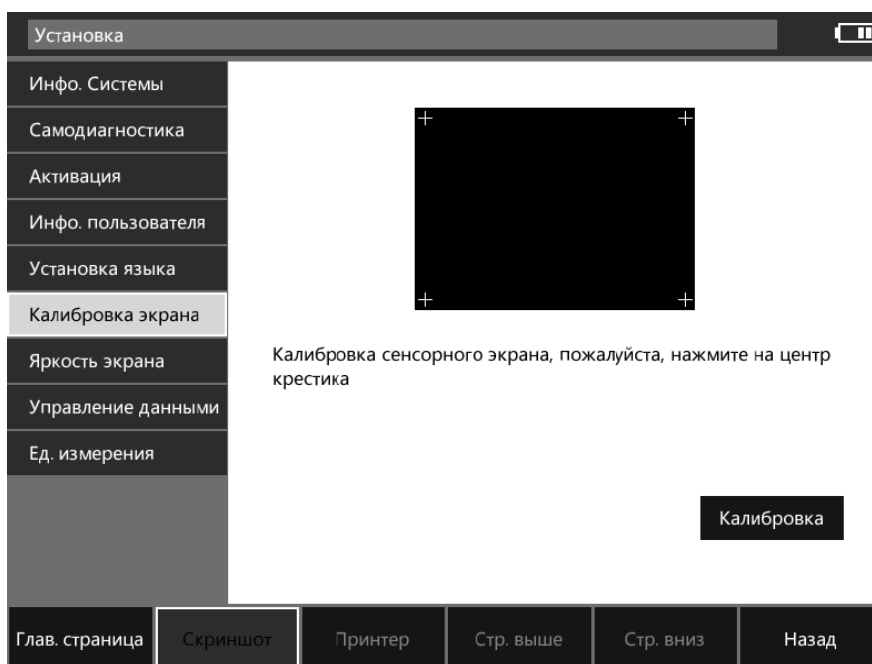 Установка
Инфо. Системы
Самодиагностика
Активация
Инфо. пользователя
Установка языка
Калибровка экрана
Яркость экрана
Управление данными
Ед. измерения
Калибровка сенсорного экрана, пожалуйста, нажмите на центр
крестика
Калибровка
Глав. страница
Скриншот
Принтер
Стр. выше
Стр. вниз
Назад